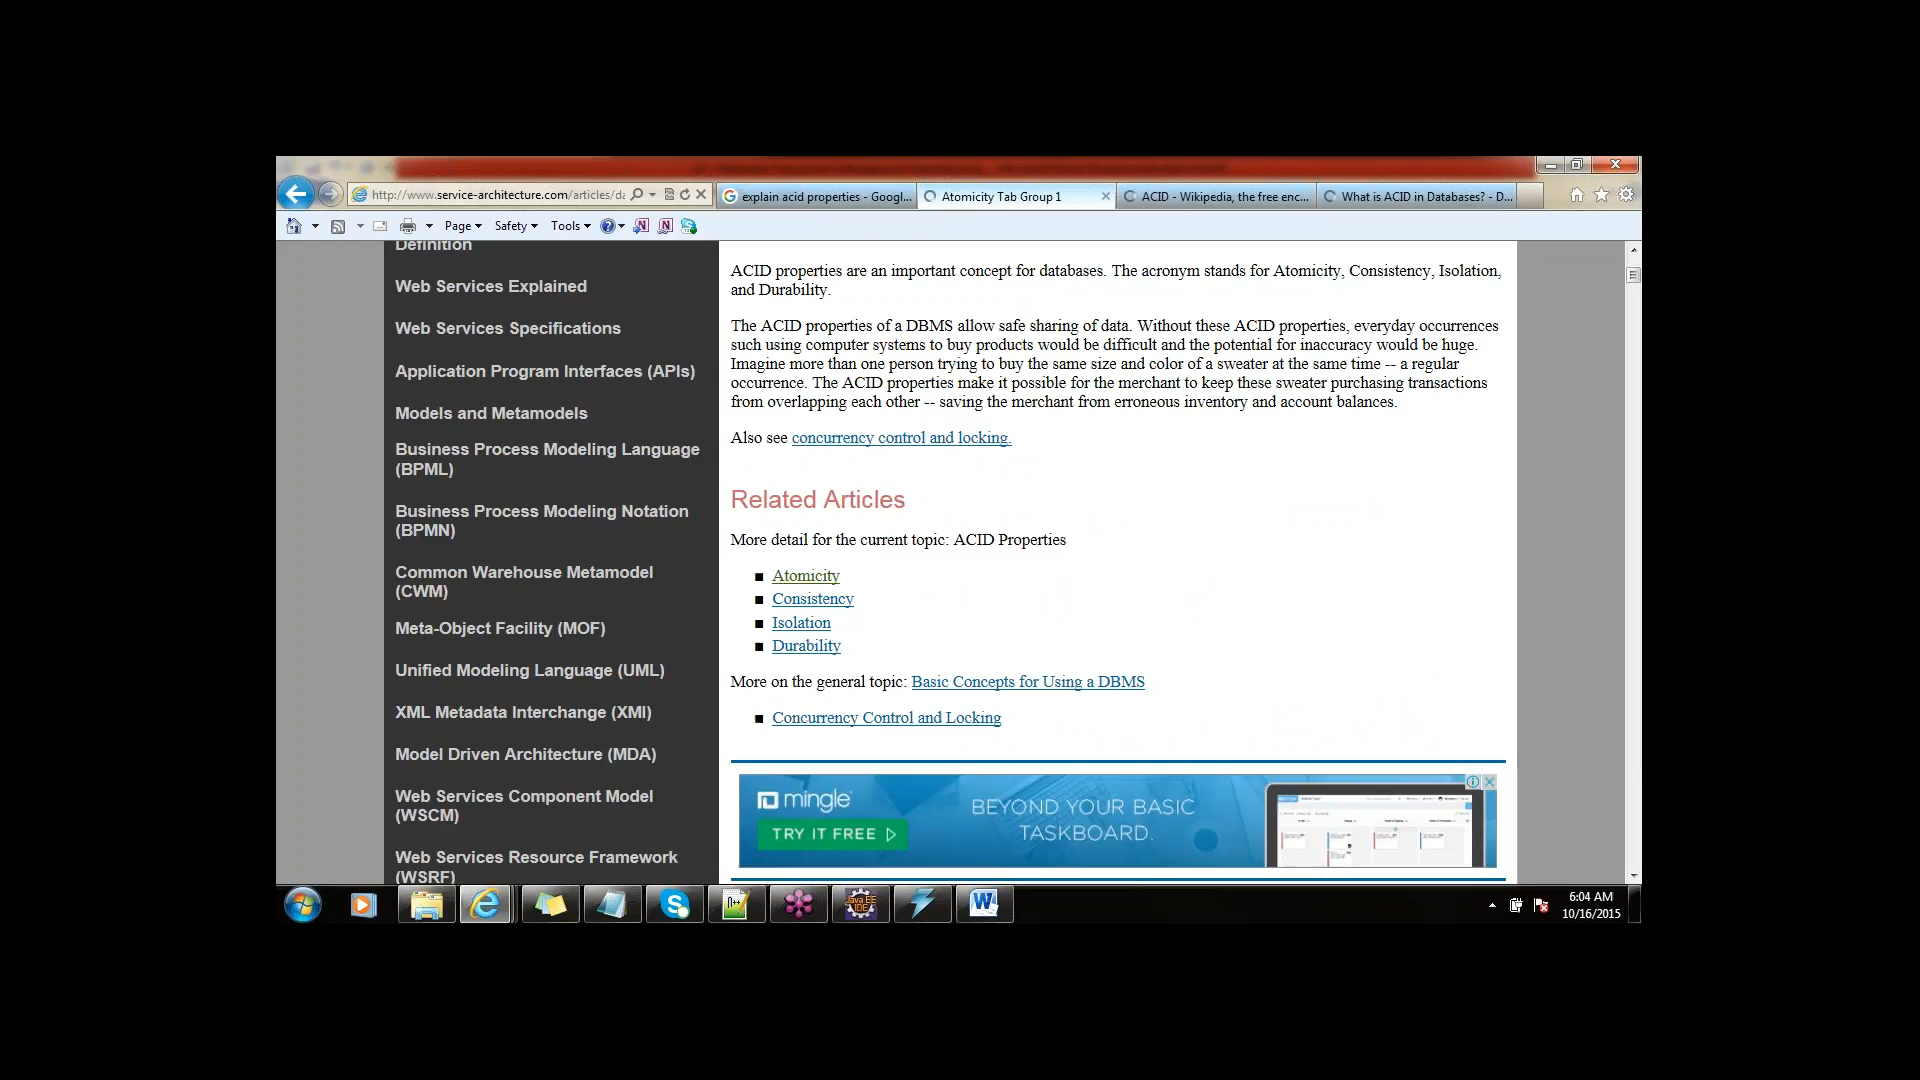 http://www.service-architecture.com/articles/da
explain acid properties - Googl...
Atomicity Tab Group 1
ACID - Wikipedia, the free enc...
What is ACID in Databases? - D...
Page
Safety
Tools
Definition
Web Services Explained
Web Services Specifications
Application Program Interfaces (APIs)
Models and Metamodels
Business Process Modeling Language
(BPML)
Business Process Modeling Notation
(BPMN)
Common Warehouse Metamodel
(CWM)
Meta-Object Facility (MOF)
Unified Modeling Language (UML)
XML Metadata Interchange (XMI)
Model Driven Architecture (MDA)
Web Services Component Model
(WSCM)
Web Services Resource Framework
(WSRF)
ACID properties are an important concept for databases. The acronym stands for Atomicity, Consistency, Isolation,
and Durability.
The ACID properties of a DBMS allow safe sharing of data. Without these ACID properties, everyday occurrences
such using computer systems to buy products would be difficult and the potential for inaccuracy would be huge.
Imagine more than one person trying to buy the same size and color of a sweater at the same time -- a regular
occurrence. The ACID properties make it possible for the merchant to keep these sweater purchasing transactions
from overlapping each other -- saving the merchant from erroneous inventory and account balances.
Also see concurrency control and locking.
Related Articles
More detail for the current topic: ACID Properties
Atomicity
Consistency
Isolation
Durability
More on the general topic: Basic Concepts for Using a DBMS
Concurrency Control and Locking
mingle
TRY IT FREE
BEYOND YOUR BASIC
TASKBOARD.
Java EE
IDE
6:04 AM
10/16/2015